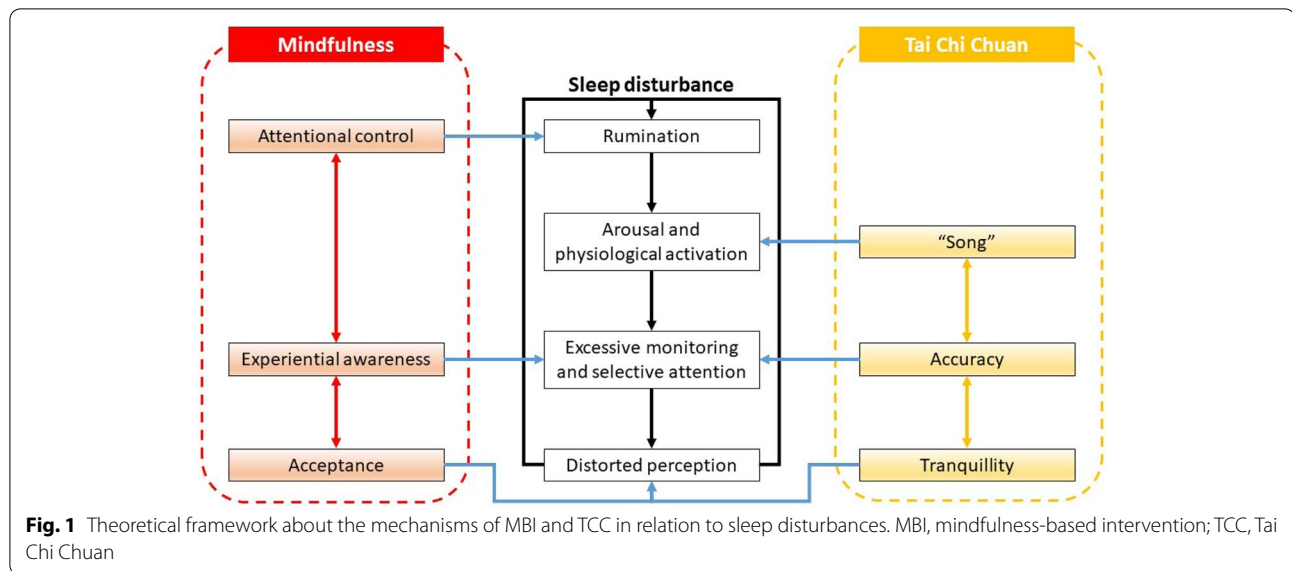 Mindfulness
Tai Chi Chuan
Sleep disturbance
Attentional control
Rumination
Arousal and
physiological activation
“Song”
Experiential awareness
Excessive monitoring
and selective attention
Accuracy
Acceptance
Distorted perception
Tranquillity
Fig. 1 Theoretical framework about the mechanisms of MBI and TCC in relation to sleep disturbances. MBI, mindfulness-based intervention; TCC, Tai
Chi Chuan